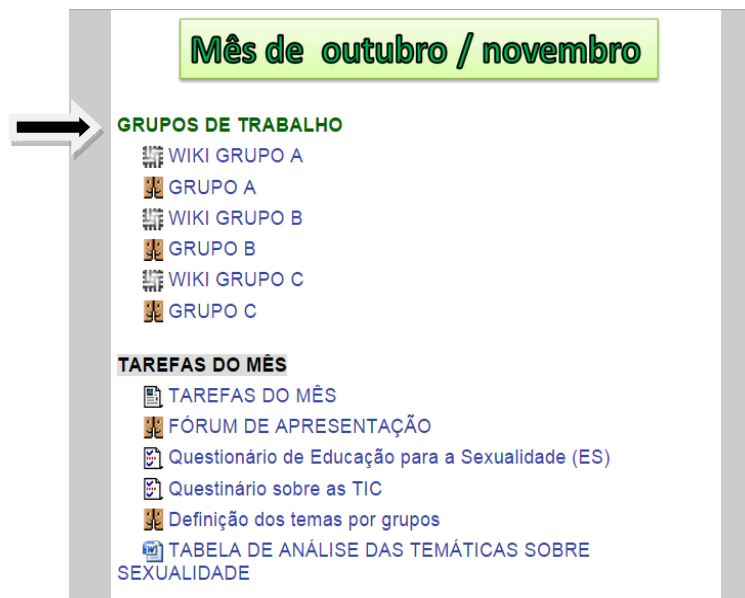 Mês de outubro / novembro
GRUPOS DE TRABALHO
WIKI GRUPO A
GRUPO A
WIKI GRUPO B
GRUPO B
WIKI GRUPO C
GRUPO C
TAREFAS DO MÊS
TAREFAS DO MÊS
FÓRUM DE APRESENTAÇÃO
Questionário de Educação para a Sexualidade (ES)
Questinário sobre as TIC
Definição dos temas por grupos
TABELA DE ANÁLISE DAS TEMÁTICAS SOBRE
SEXUALIDADE